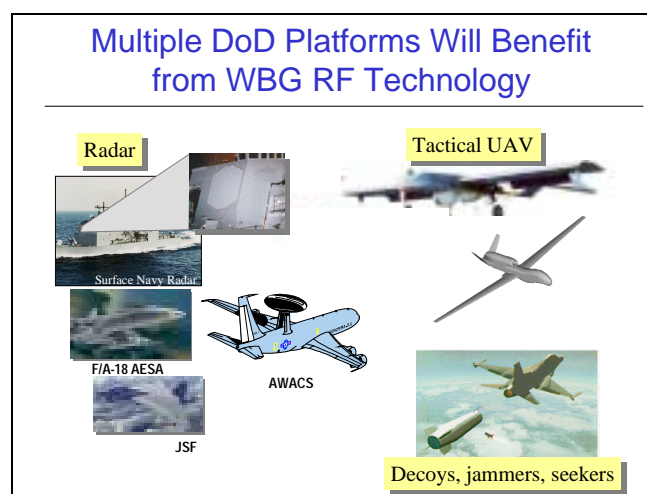 Multiple DoD Platforms Will Benefit
from WBG RF Technology
Radar
Tactical UAV
Surface Navy Radar
F/A-18 AESA
AWACS
JSF
Decoys, jammers, seekers